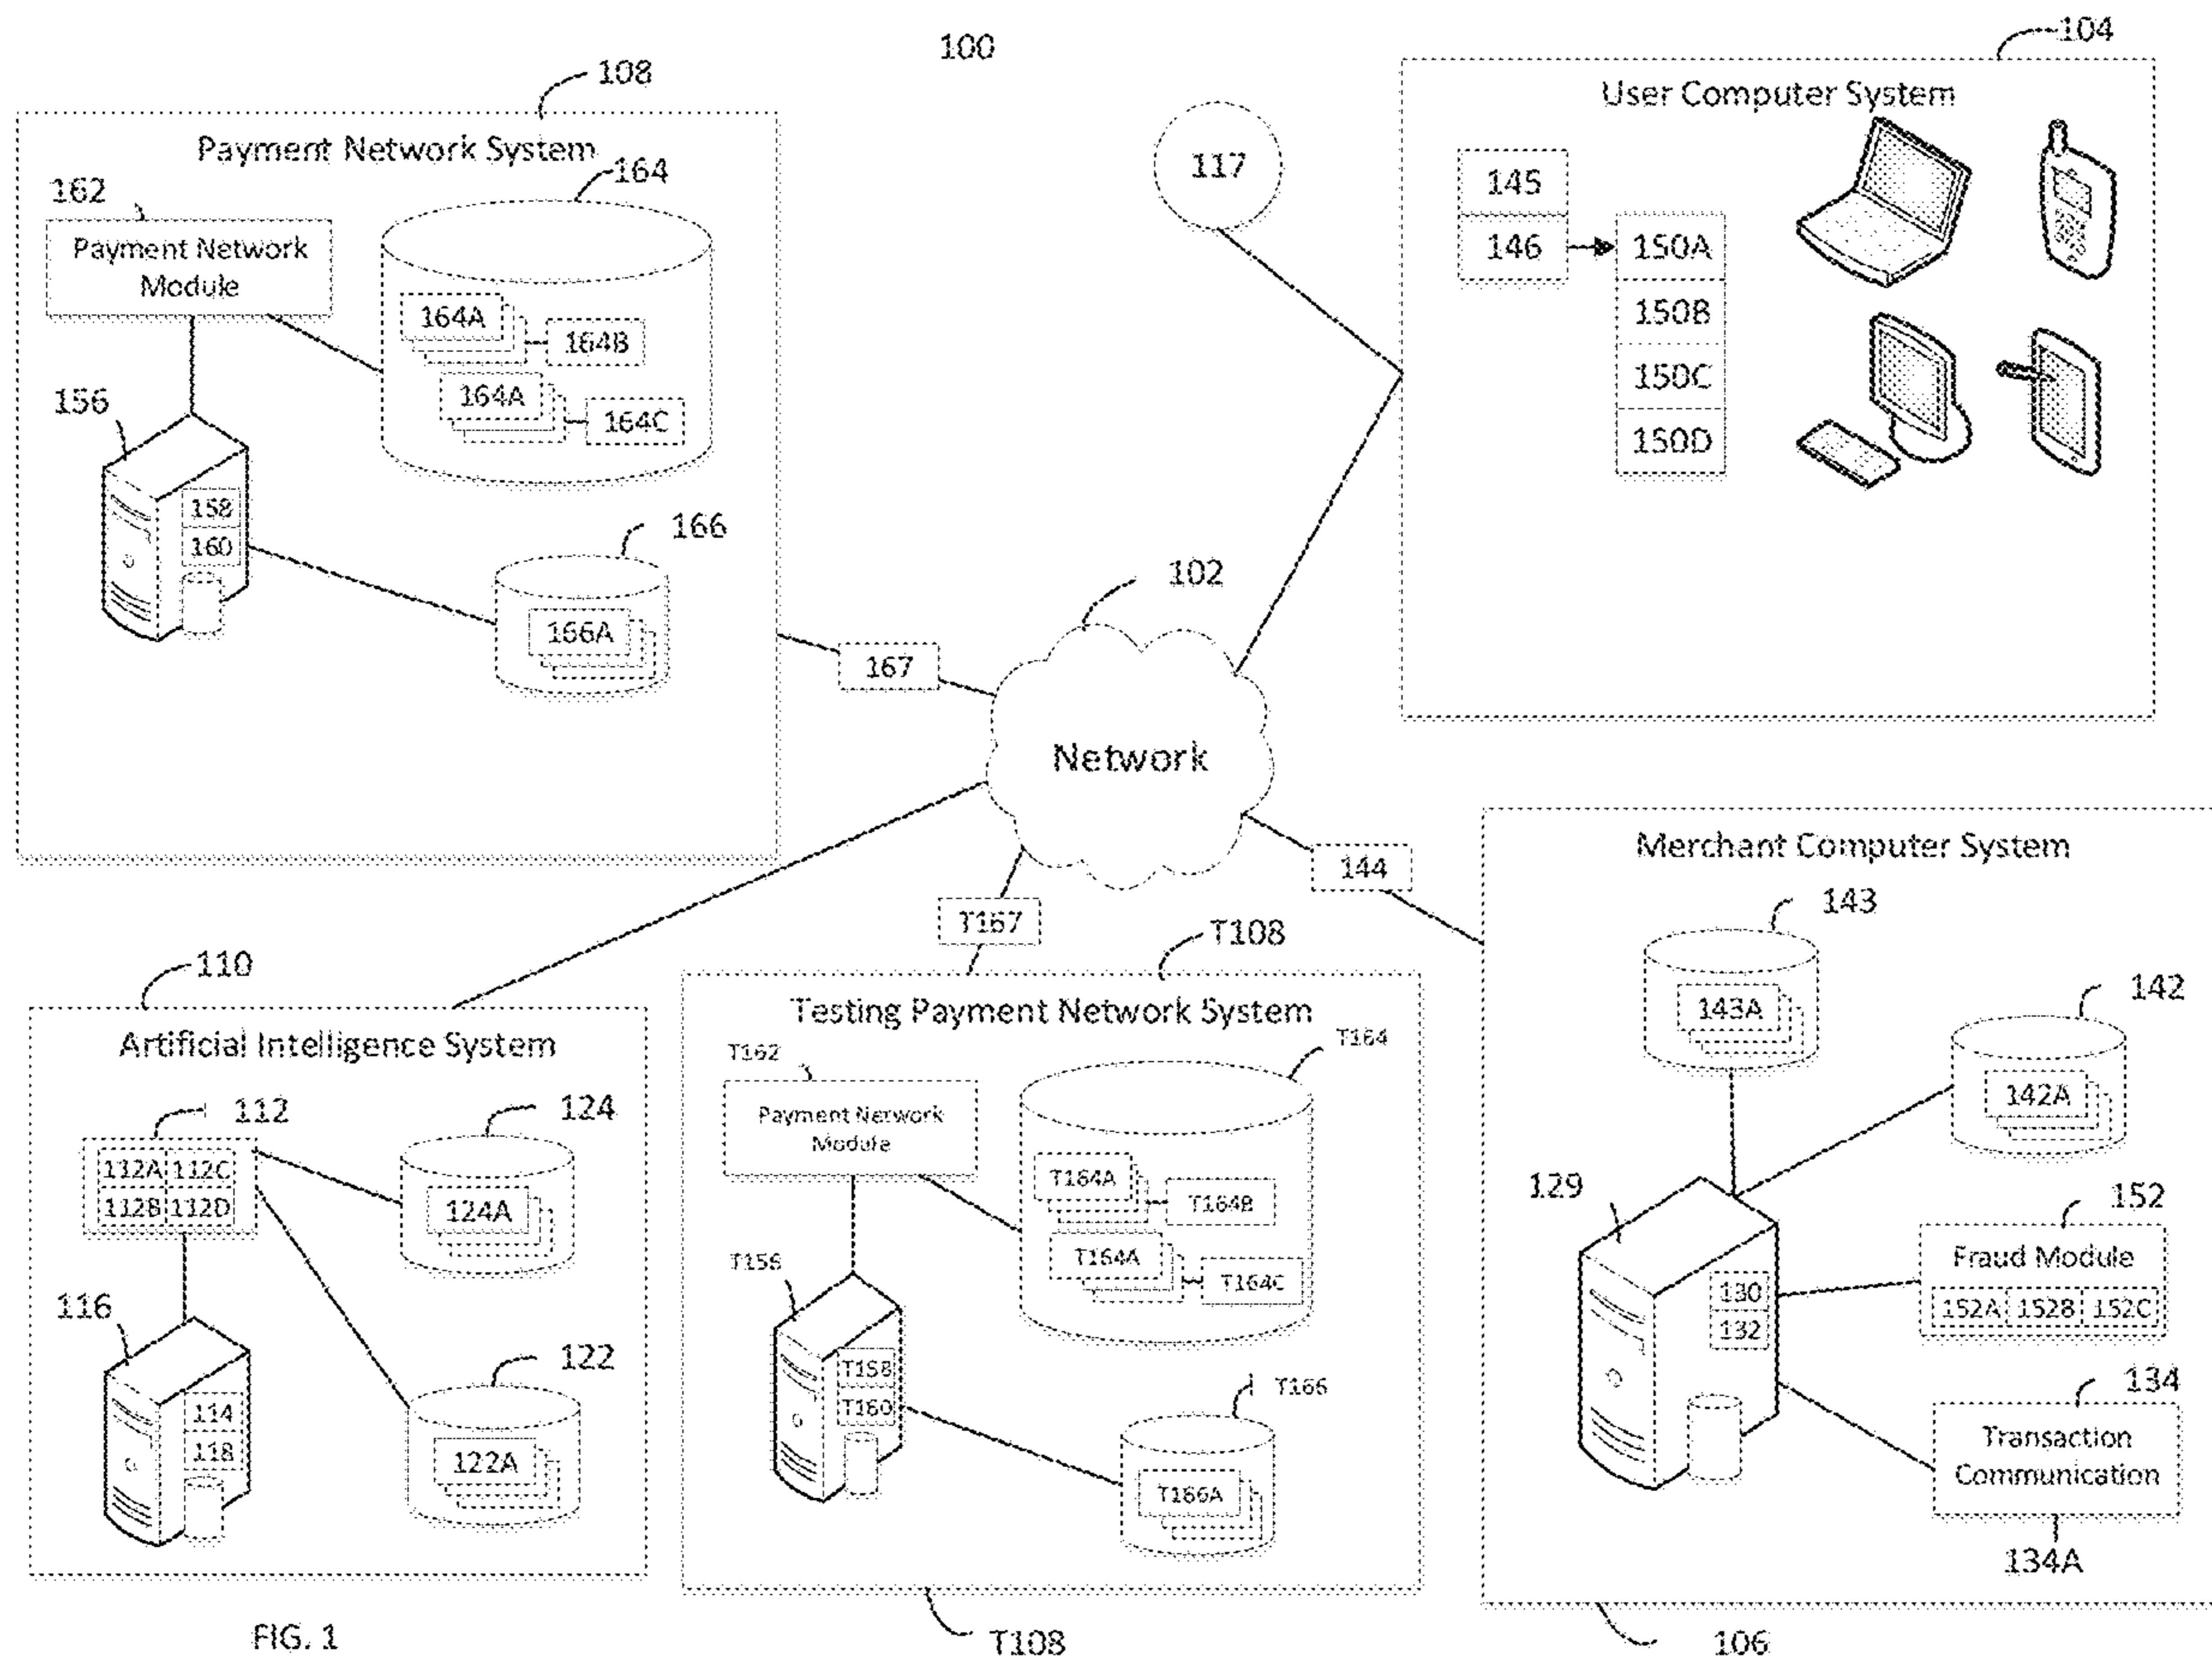 100
108
Payment Network System
162
Payment Network
Module
164
164A
164B
164A
164C
156
158
160
166
166A
167
117
104
User Computer System
145
146
150A
150B
150C
150D
102
Network
144
T167
110
Artificial Intelligence System
112
112A 112C
112B 112D
124
124A
116
114
118
122
122A
T108
Testing Payment Network System
T162
Payment Network
Module
T164
T164A
T164B
T164A
T164C
T156
T158
T160
T166
T166A
T108
Merchant Computer System
143
143A
142
142A
129
130
132
152
Fraud Module
152A 152B 152C
134
Transaction
Communication
134A
106
FIG. 1